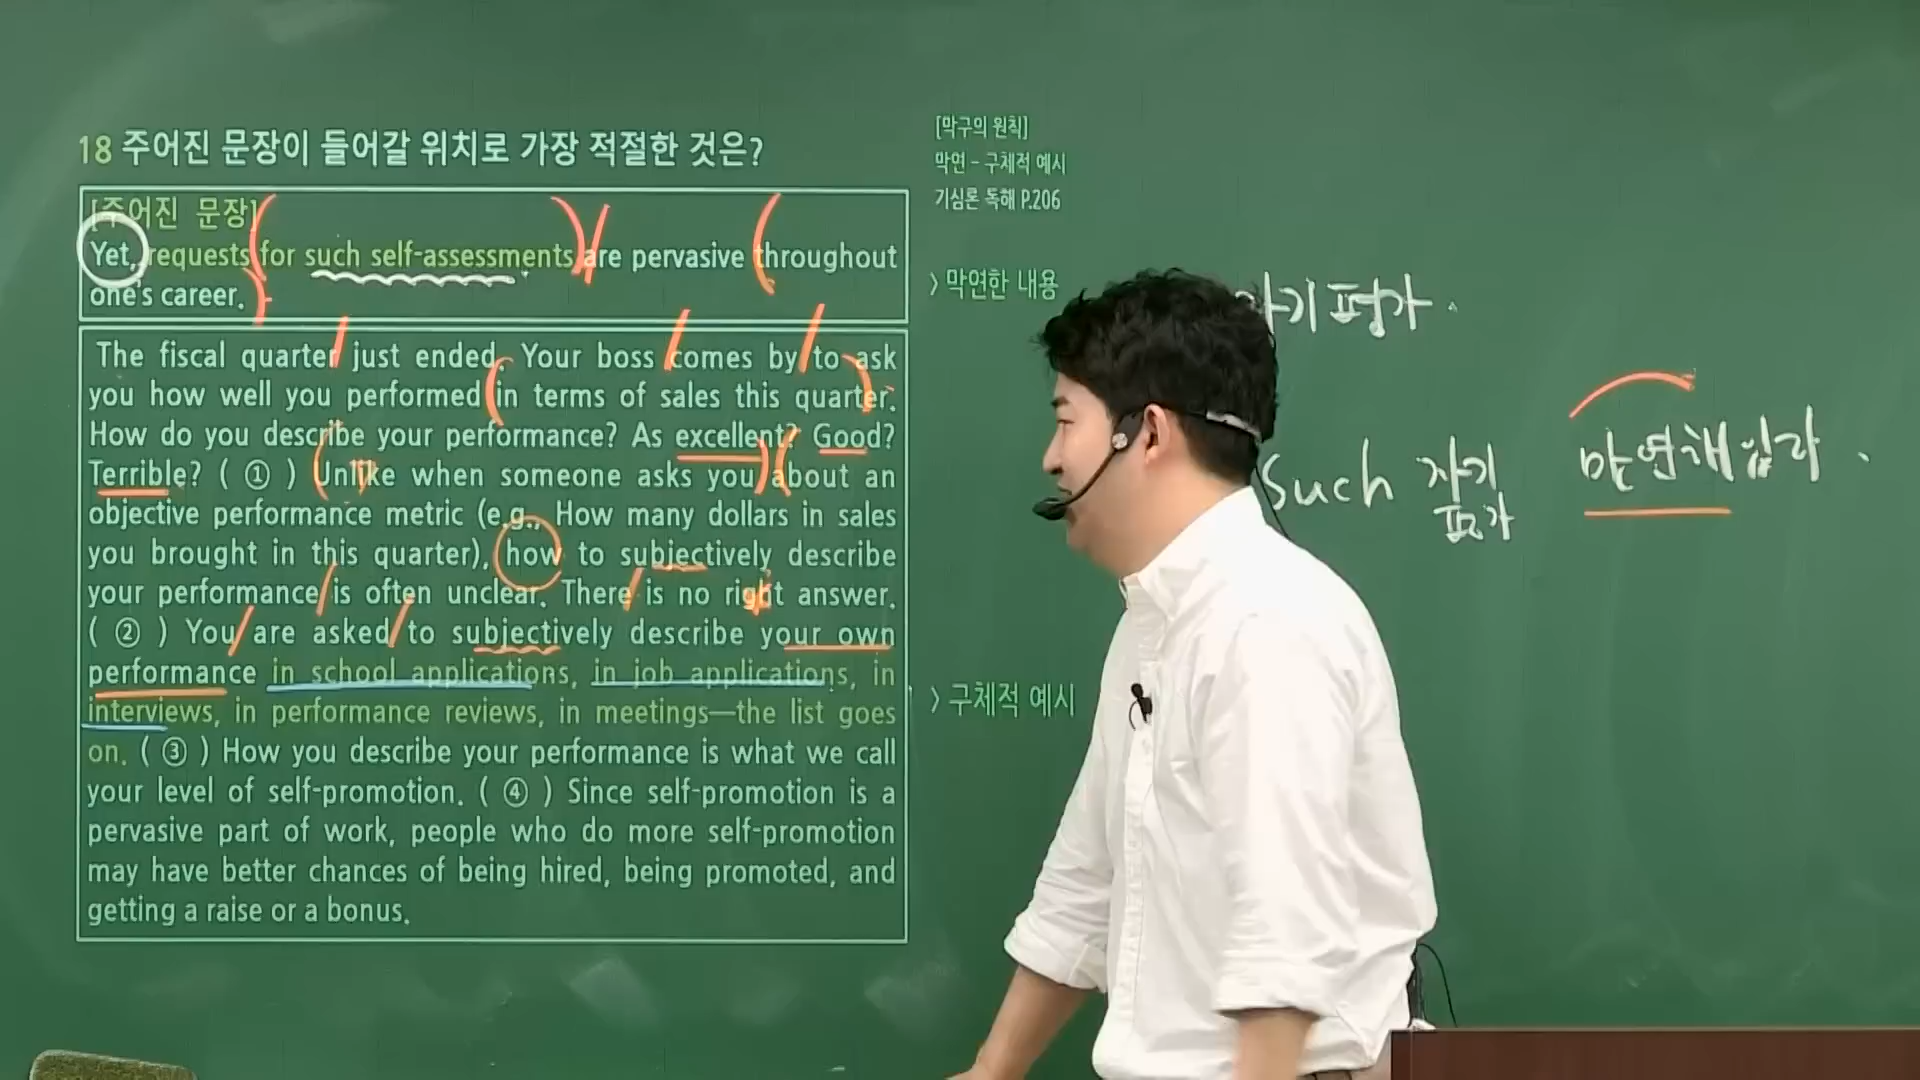 18 주어진 문장이 들어갈 위치로 가장 적절한 것은?
[주어진 문장]
Yet, requests for such self-assessments are pervasive throughout
one's career.
The fiscal quarter just ended. Your boss comes by to ask
you how well you performed in terms of sales this quarter.
How do you describe your performance? As excellent? Good?
Terrible? ( ① ) Unlike when someone asks you about an
objective performance metric (e.g., How many dollars in sales
you brought in this quarter), how to subjectively describe
your performance is often unclear. There is no right answer.
( ② ) You are asked to subjectively describe your own
performance in school applications, in job applications, in
interviews, in performance reviews, in meetings—the list goes
on. ( ③ ) How you describe your performance is what we call
your level of self-promotion. ( ④ ) Since self-promotion is a
pervasive part of work, people who do more self-promotion
may have better chances of being hired, being promoted, and
getting a raise or a bonus.
[막구의 원칙]
막연 - 구체적 예시
기심론 독해 P.206
> 막연한 내용
> 구체적 예시
자기평가.
Such 자기 만연해있다.
평가